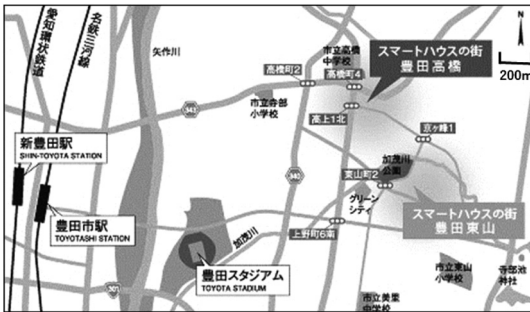 愛知環状鉄道
名鉄三河線
矢作川
市立高橋
中学校
スマートハウスの街
豊田高橋
N
200m
高橋町2
高橋町4
343
市立寺部
小学校
高上1北
京ヶ峰1
新豊田駅
SHIN-TOYOTA STATION
340
加茂川
公園
東山町2
グリーン
シティ
豊田市駅
TOYOTASHI STATION
スマートハウスの街
豊田東山
加茂川
上野町6南
豊田スタジアム
TOYOTA STADIUM
301
市立東山
小学校
寺部池
神社
市立美里
中学校